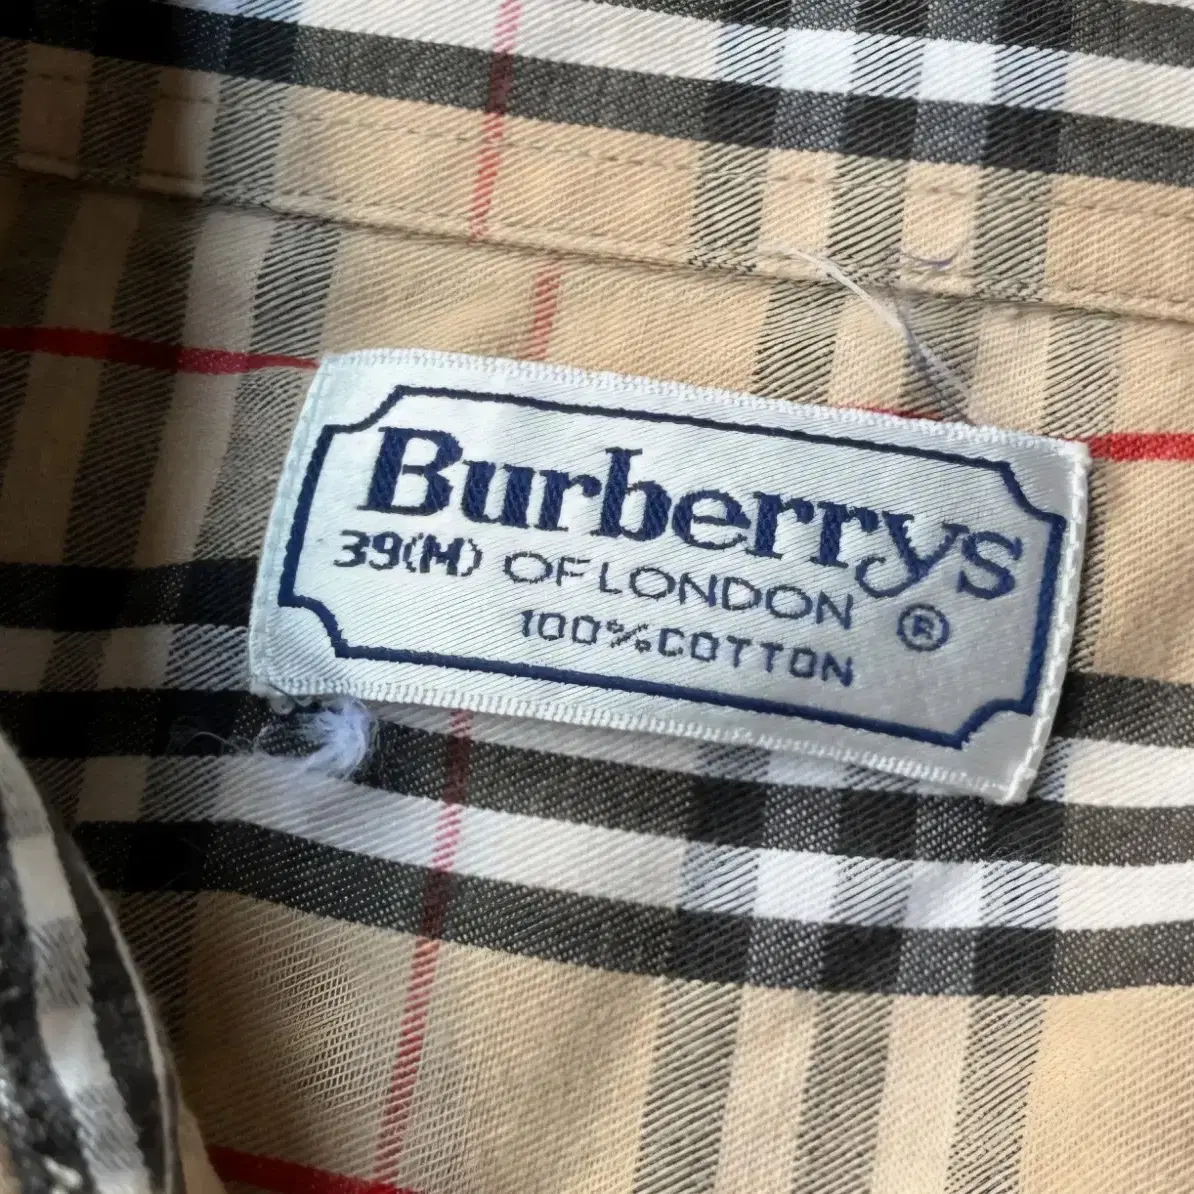 Burberrys
39(M) OF LONDON ®
100% COTTON